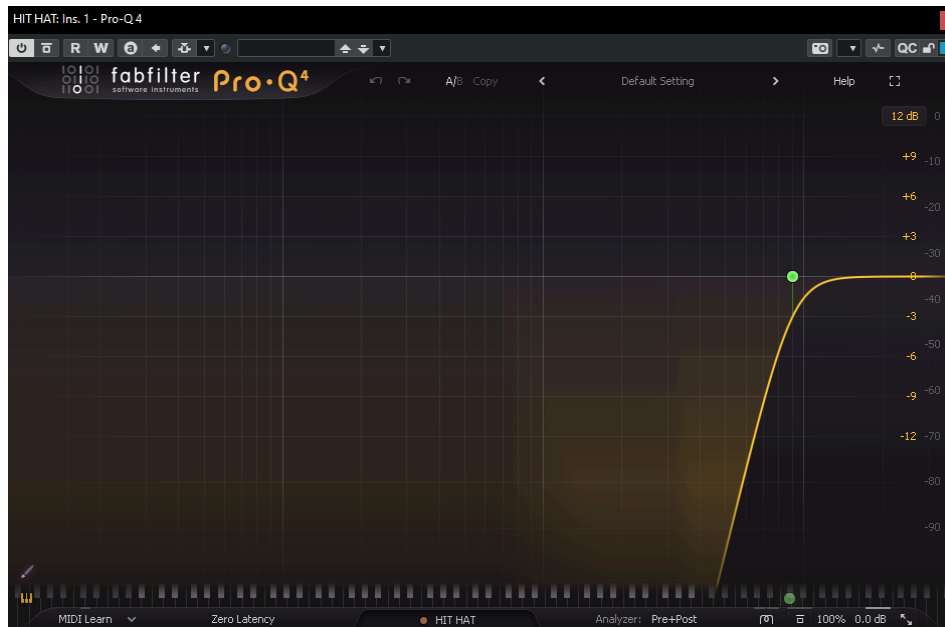 HIT HAT: Ins. 1 - Pro-Q 4
R W a QC
fabfilter
software instruments
Pro·Q⁴
A/B Copy
Default Setting
Help
12 dB 0
+9 -10
+6 -20
+3 -30
0 -40
-3 -50
-6 -60
-9 -70
-12 -80
-90
MIDI Learn Zero Latency HIT HAT Analyzer: Pre+Post 100% 0.0 dB